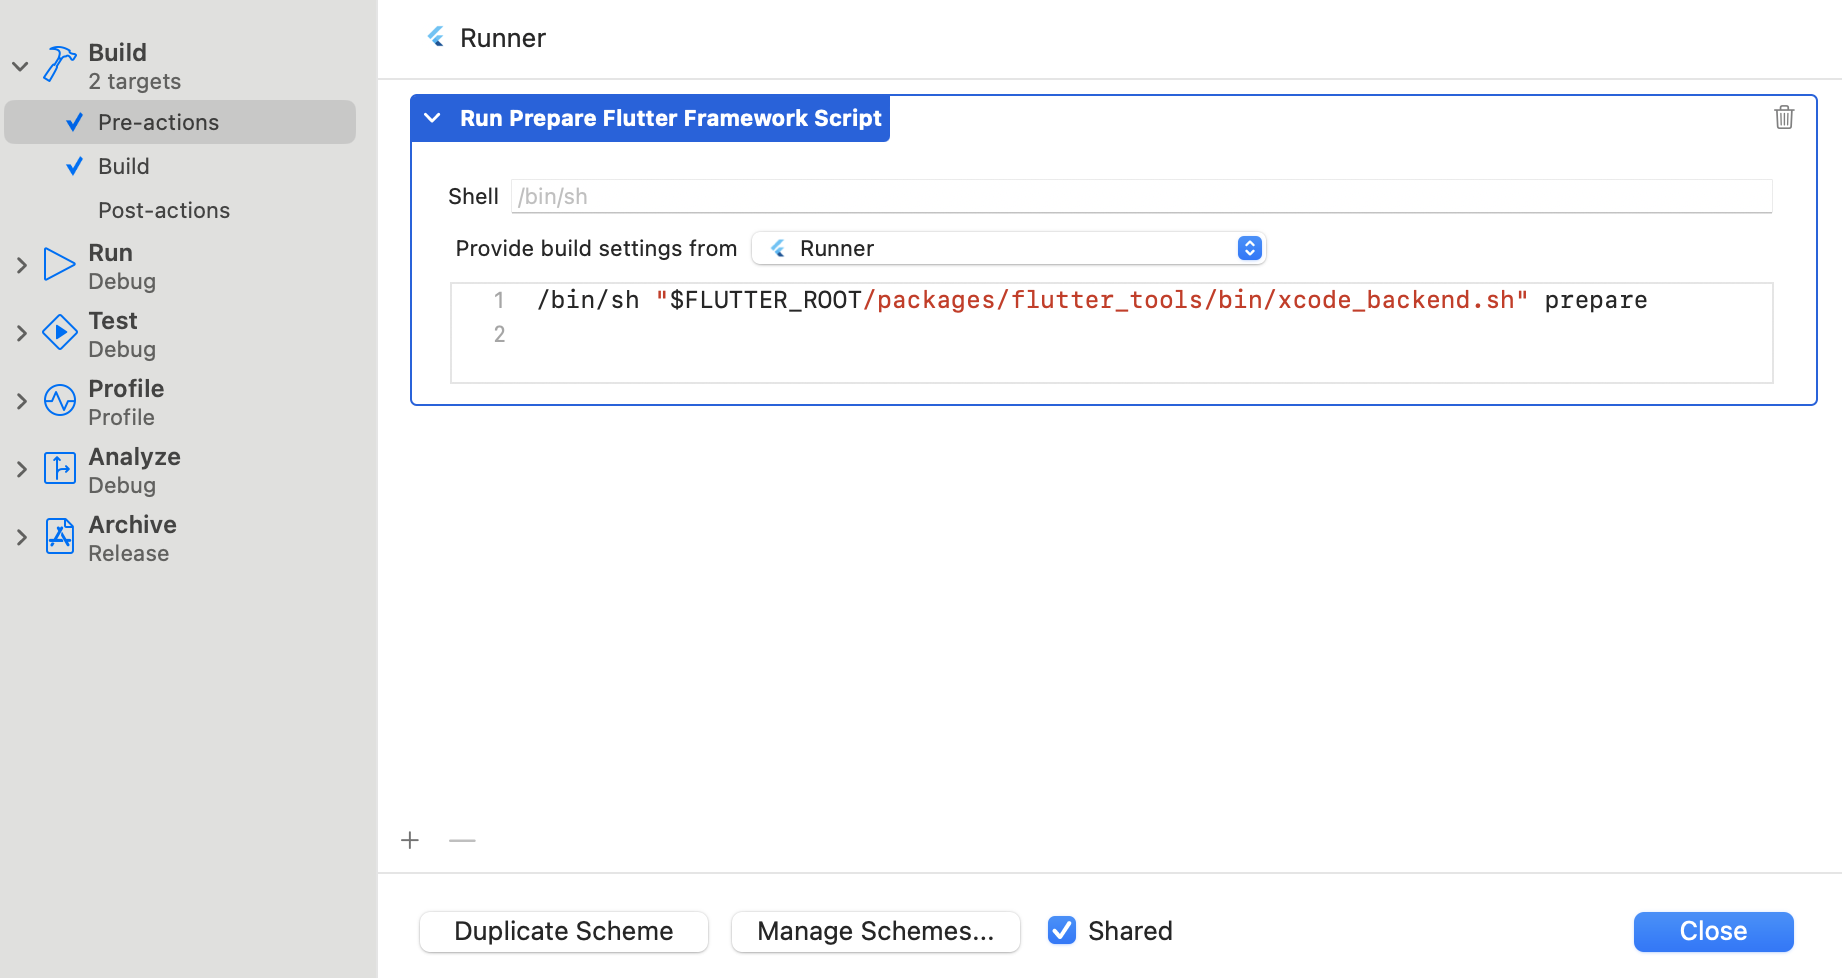 Build
2 targets
Pre-actions
Build
Post-actions
Run
Debug
Test
Debug
Profile
Profile
Analyze
Debug
Archive
Release
Runner
Run Prepare Flutter Framework Script
Shell /bin/sh
Provide build settings from Runner
1 /bin/sh "$FLUTTER_ROOT/packages/flutter_tools/bin/xcode_backend.sh" prepare
2
Duplicate Scheme Manage Schemes... Shared Close